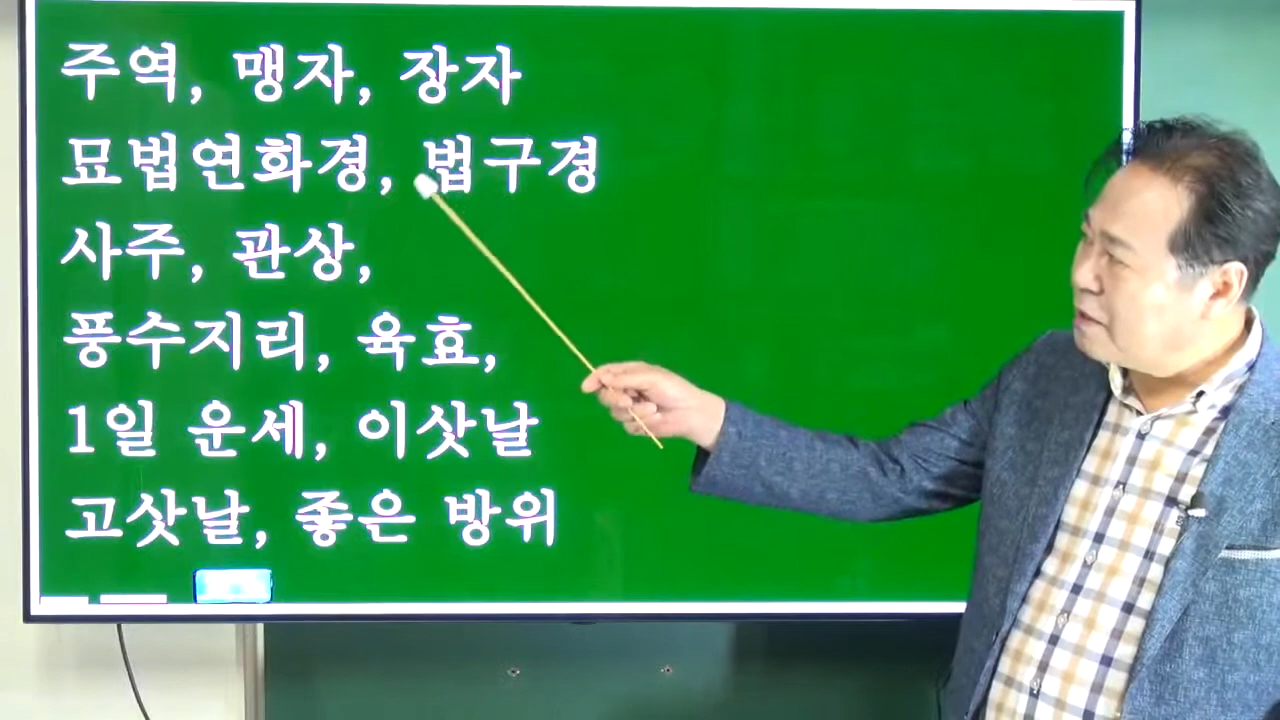 주역, 맹자, 장자
묘법연화경, 법구경
사주, 관상,
풍수지리, 육효,
1일 운세, 이삿날
고삿날, 좋은 방위